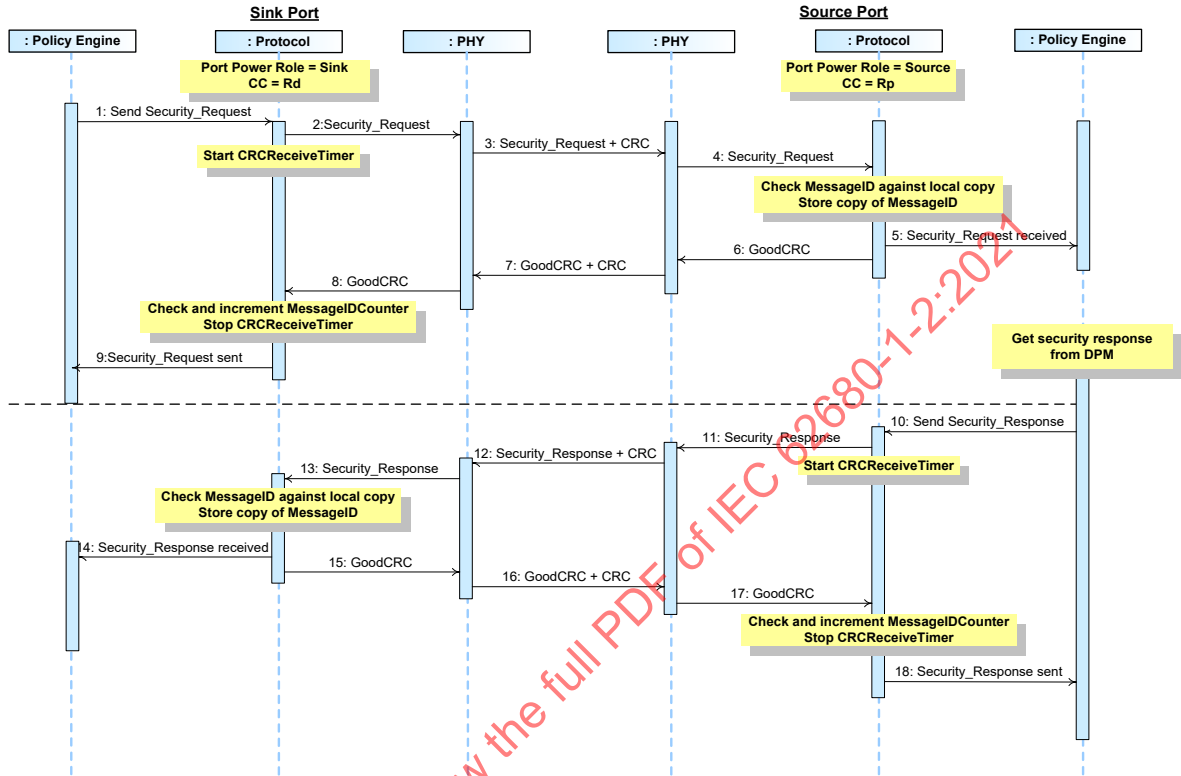 Sink Port
Source Port
: Policy Engine
: Protocol
: PHY
: PHY
: Protocol
: Policy Engine
Port Power Role = Sink
CC = Rd
Port Power Role = Source
CC = Rp
1: Send Security_Request
2:Security_Request
Start CRCReceiveTimer
3: Security_Request + CRC
4: Security_Request
Check MessageID against local copy
Store copy of MessageID
5: Security_Request received
6: GoodCRC
7: GoodCRC + CRC
8: GoodCRC
Check and increment MessageIDCounter
Stop CRCReceiveTimer
9:Security_Request sent
Get security response
from DPM
10: Send Security_Response
11: Security_Response
Start CRCReceiveTimer
12: Security_Response + CRC
13: Security_Response
Check MessageID against local copy
Store copy of MessageID
14: Security_Response received
15: GoodCRC
16: GoodCRC + CRC
17: GoodCRC
Check and increment MessageIDCounter
Stop CRCReceiveTimer
18: Security_Response sent
w the full PDF of IEC 62680-1-2:2021